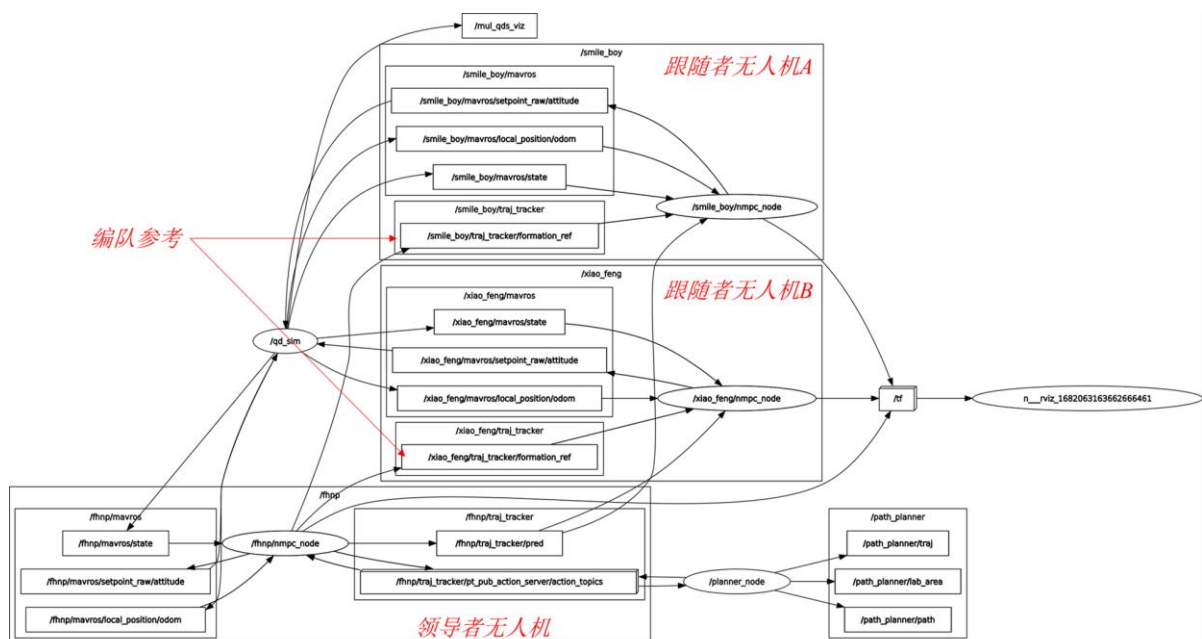 /mul_qds_viz
/smile_boy
跟随者无人机A
/smile_boy/mavros
/smile_boy/mavros/setpoint_raw/attitude
/smile_boy/mavros/local_position/odom
/smile_boy/mavros/state
/smile_boy/nmpc_node
/smile_boy/traj_tracker
/smile_boy/traj_tracker/formation_ref
编队参考
/xiao_feng
跟随者无人机B
/xiao_feng/mavros
/xiao_feng/mavros/state
/qd_sim
/xiao_feng/mavros/setpoint_raw/attitude
/xiao_feng/mavros/local_position/odom
/xiao_feng/nmpc_node
/tf
n___rviz_1682063163662666461
/xiao_feng/traj_tracker
/xiao_feng/traj_tracker/formation_ref
/fhnp
/fhnp/mavros
/fhnp/traj_tracker
/path_planner
/fhnp/mavros/state
/fhnp/nmpc_node
/fhnp/traj_tracker/pred
/path_planner/traj
/fhnp/mavros/setpoint_raw/attitude
/fhnp/traj_tracker/pt_pub_action_server/action_topics
/planner_node
/path_planner/lab_area
/fhnp/mavros/local_position/odom
/path_planner/path
领导者无人机